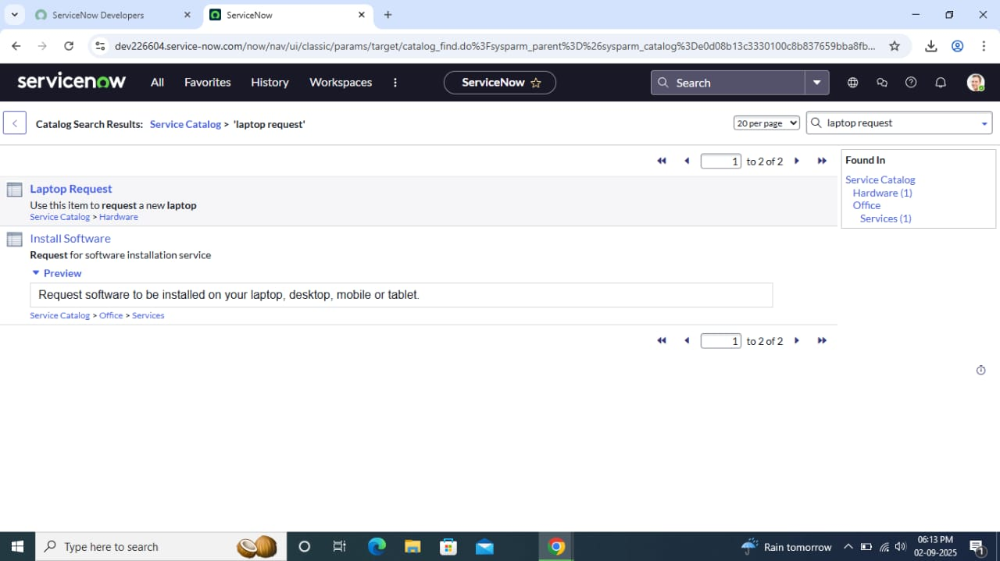 ServiceNow Developers
ServiceNow
dev226604.service-now.com/now/nav/ui/classic/params/target/catalog_find.do%3Fsysparm_parent%3D%26sysparm_catalog%3De0d08b13c3330100c8b837659bba8fb...
servicenow All Favorites History Workspaces ServiceNow Search
Catalog Search Results: Service Catalog > 'laptop request' 20 per page laptop request
1 to 2 of 2
Found In
Service Catalog
Hardware (1)
Office
Services (1)
Laptop Request
Use this item to request a new laptop
Service Catalog > Hardware
Install Software
Request for software installation service
Preview
Request software to be installed on your laptop, desktop, mobile or tablet.
Service Catalog > Office > Services
1 to 2 of 2
Type here to search
Rain tomorrow
06:13 PM
02-09-2025
1